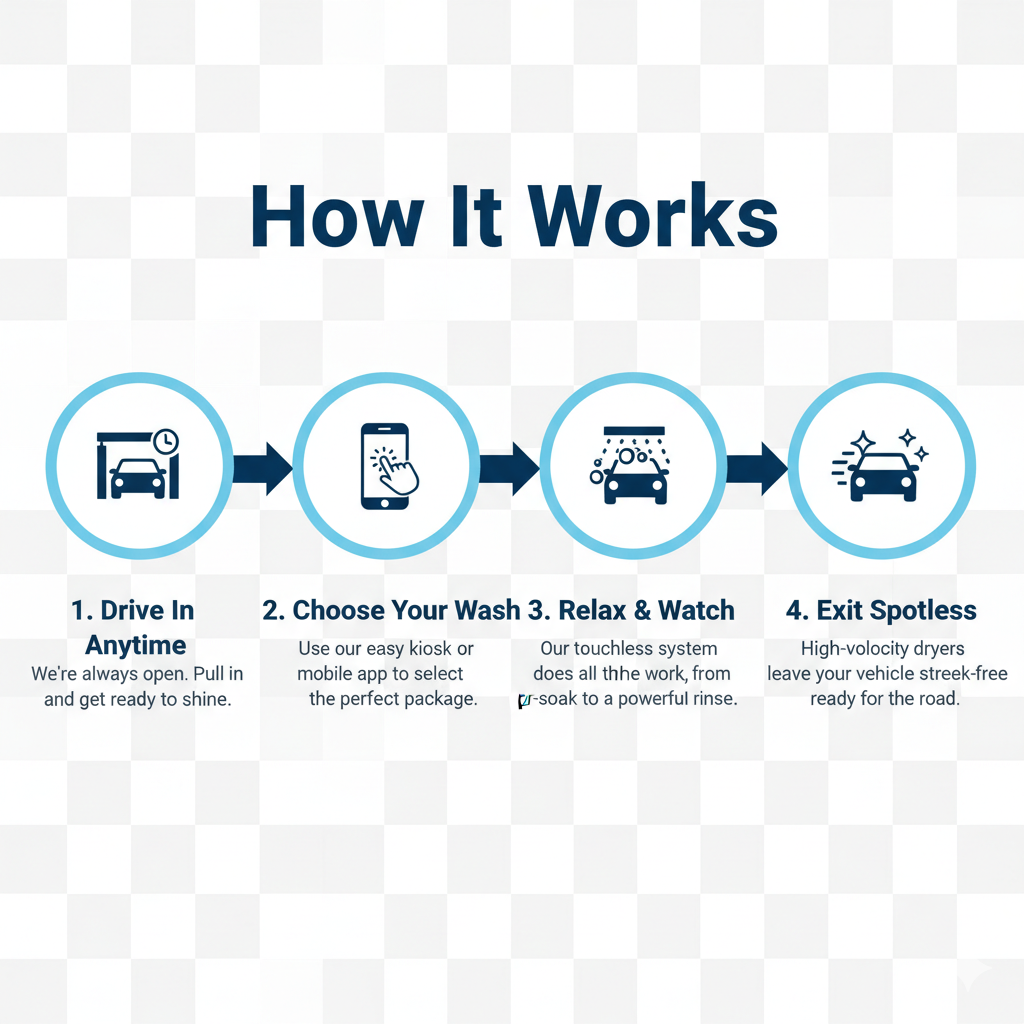 How It Works
1. Drive In
Anytime
We're always open. Pull in
and get ready to shine.
2. Choose Your Wash
Use our easy kiosk or
mobile app to select
the perfect package.
3. Relax & Watch
Our touchless system
does all thhe work, from
-soak to a powerful rinse.
4. Exit Spotless
High-volocity dryers
leave your vehicle streek-free
ready for the road.